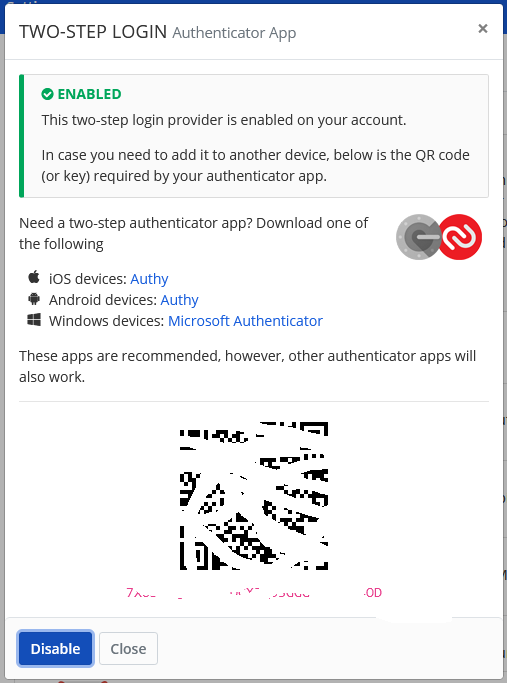 TWO-STEP LOGIN Authenticator App
×
ENABLED
This two-step login provider is enabled on your account.
In case you need to add it to another device, below is the QR code
(or key) required by your authenticator app.
Need a two-step authenticator app? Download one of
the following
iOS devices: Authy
Android devices: Authy
Windows devices: Microsoft Authenticator
These apps are recommended, however, other authenticator apps will
also work.
Disable
Close